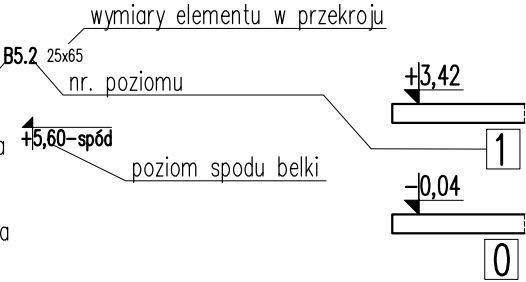 wymiary elementu w przekroju
B5.2 25x65
nr. poziomu
+3,42
a +5,60-spód
1
poziom spodu belki
-0,04
a
0